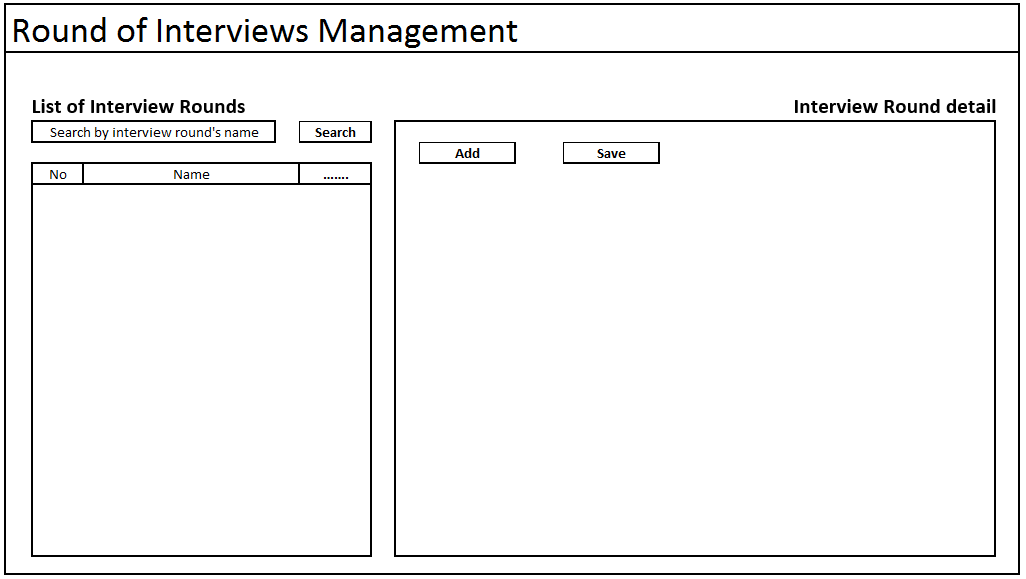 Round of Interviews Management
List of Interview Rounds
Interview Round detail
Search by interview round's name
Search
Add
Save
No
Name
.......